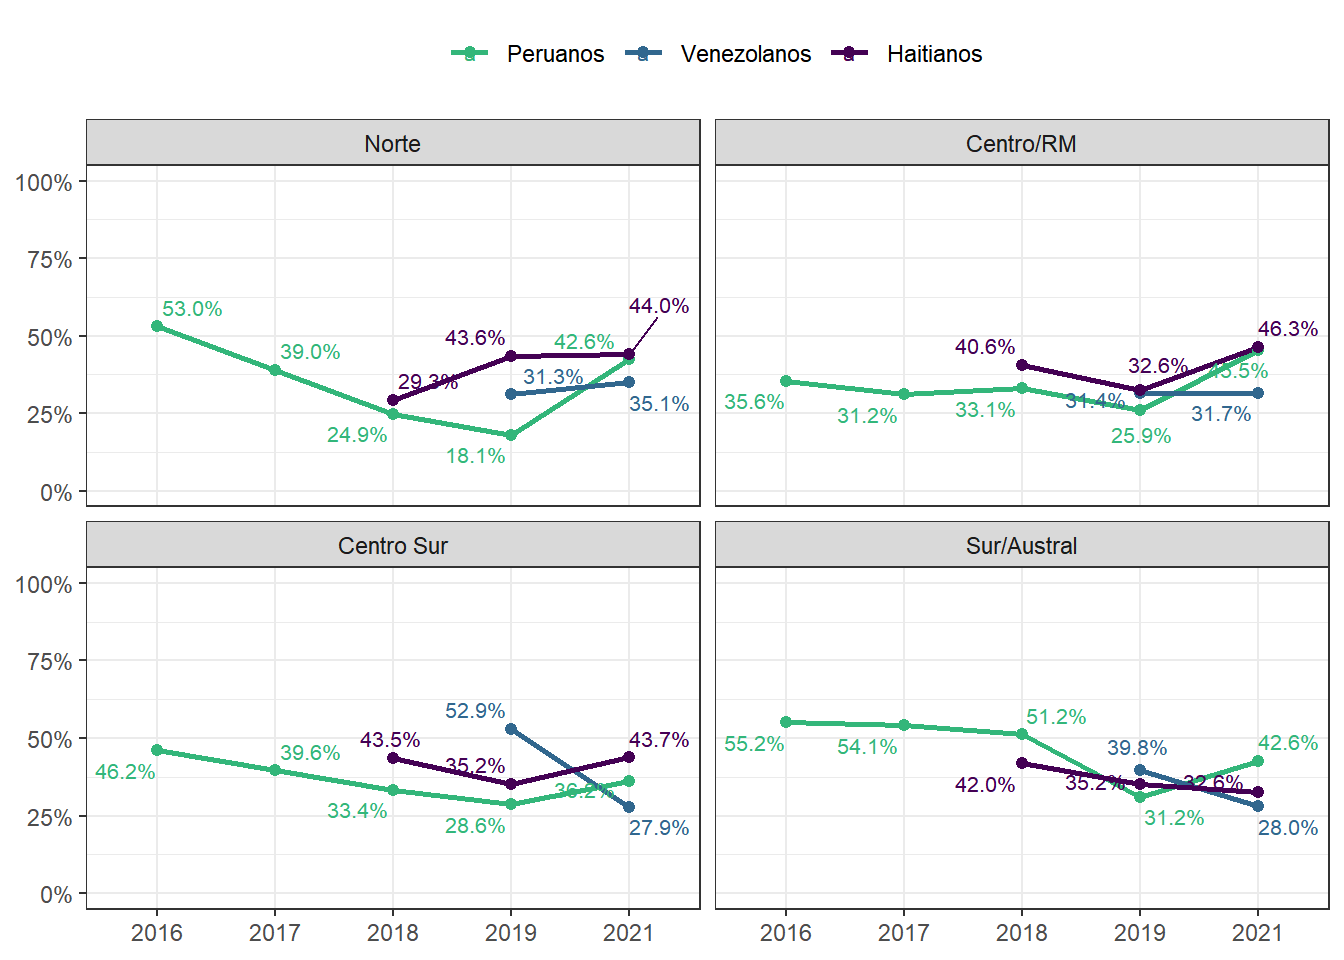 Peruanos Venezolanos Haitianos
Norte Centro/RM
100%
75%
50%
25%
0%
53.0% 39.0% 24.9% 18.1% 42.6%
31.3% 35.1%
29.3% 43.6% 44.0%
35.6% 31.2% 33.1% 25.9% 45.5%
31.4% 31.7%
40.6% 32.6% 46.3%
Centro Sur Sur/Austral
100%
75%
50%
25%
0%
46.2% 39.6% 33.4% 28.6% 36.2%
52.9% 27.9%
43.5% 35.2% 43.7%
55.2% 54.1% 51.2% 31.2% 42.6%
39.8% 28.0%
42.0% 35.2% 32.6%
2016 2017 2018 2019 2021 2016 2017 2018 2019 2021